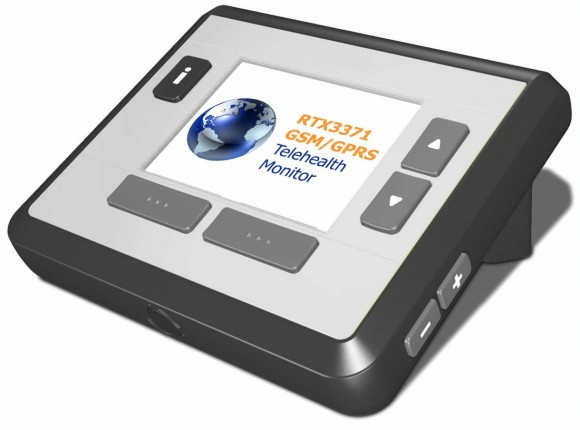 i
RTX3371
GSM/GPRS
Telehealth
Monitor
+
-